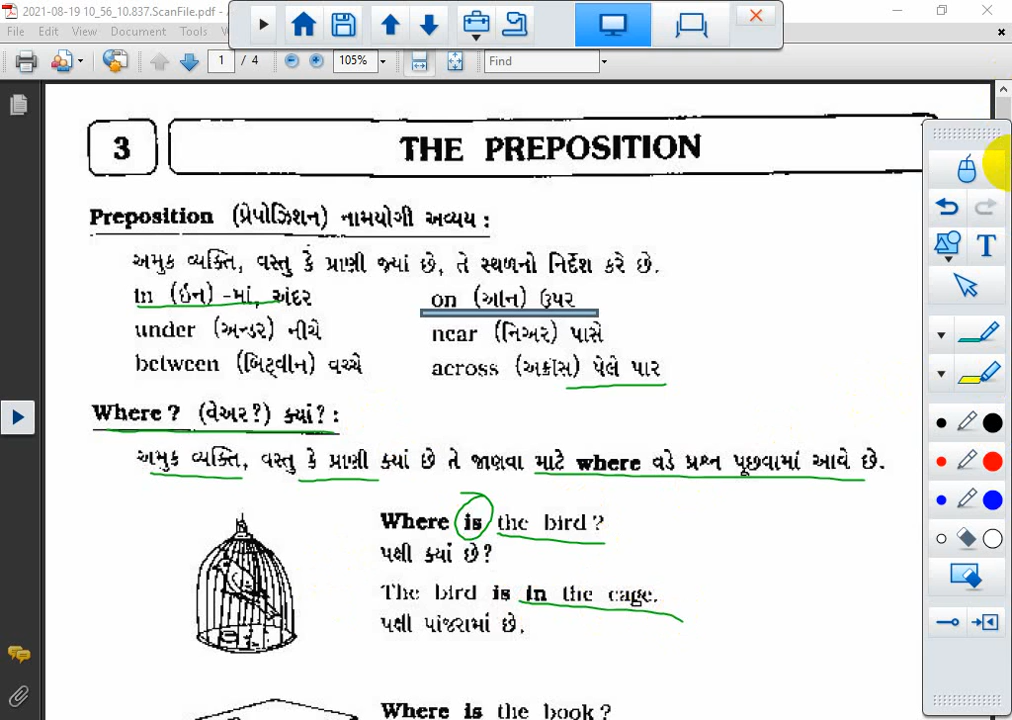 2021-08-19 10_56_10.837.ScanFile.pdf -
File Edit View Document Tools
1 / 4 105% Find
3 THE PREPOSITION
Preposition (પ્રેપોઝિશન) નામયોગી અવ્યય :
અમુક વ્યક્તિ, વસ્તુ કે પ્રાણી જ્યાં છે, તે સ્થળનો નિર્દેશ કરે છે.
in (ઇન) -માં, અંદર on (ઑન) ઉપર
under (અન્ડર) નીચે near (નિઅર) પાસે
between (બિટ્વીન) વચ્ચે across (અક્રૉસ) પેલે પાર
Where ? (વેઅર?) ક્યાં? :
અમુક વ્યક્તિ, વસ્તુ કે પ્રાણી ક્યાં છે તે જાણવા માટે where વડે પ્રશ્ન પૂછવામાં આવે છે.
Where is the bird ?
પક્ષી ક્યાં છે?
The bird is in the cage.
પક્ષી પાંજરામાં છે.
Where is the book ?
T